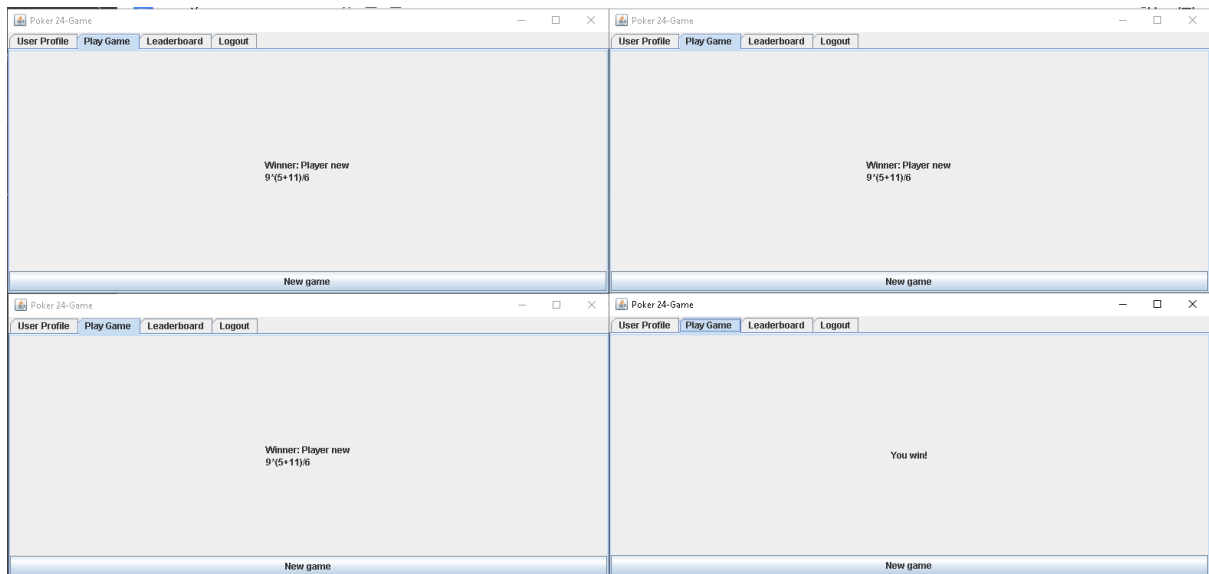 Poker 24-Game
User Profile Play Game Leaderboard Logout
Winner: Player new
9*(5+11)/6
New game
Poker 24-Game
User Profile Play Game Leaderboard Logout
Winner: Player new
9*(5+11)/6
New game
Poker 24-Game
User Profile Play Game Leaderboard Logout
Winner: Player new
9*(5+11)/6
New game
Poker 24-Game
User Profile Play Game Leaderboard Logout
You win!
New game